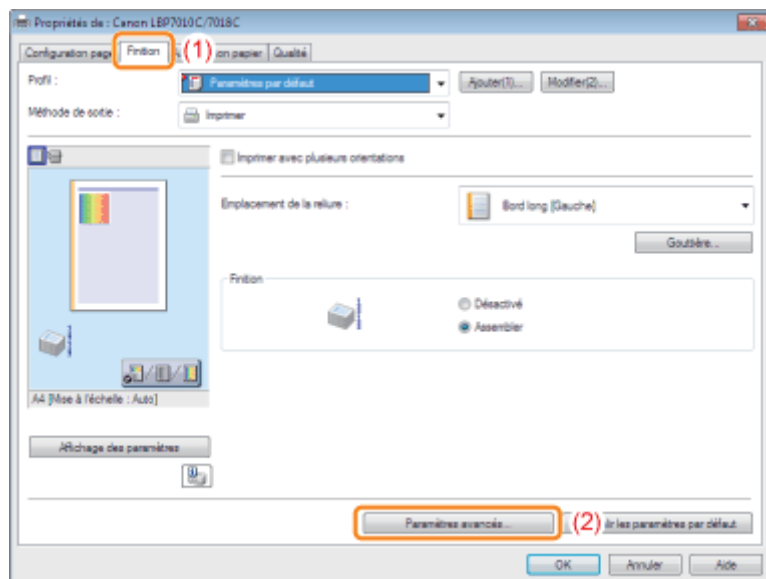 Propriétés de : Canon LBP7010C/7018C
Configuration page Finition (1) on papier Qualité
Profil : Paramètres par défaut Ajouter(1)... Modifier(2)...
Méthode de sortie : Imprimer
Imprimer avec plusieurs orientations
Emplacement de la reliure : Bord long [Gauche]
Gouttière...
Finition
Désactivé
Assembler
A4 [Mise à l'échelle : Auto]
Affichage des paramètres
Paramètres avancés... (2) ir les paramètres par défaut
OK Annuler Aide